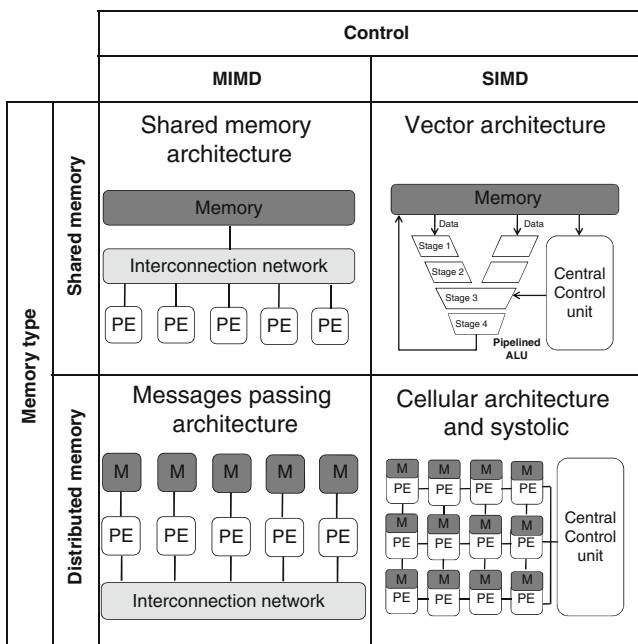 Control
MIMD
SIMD
Memory type
Shared memory
Shared memory
architecture
Memory
Interconnection network
PE PE PE PE PE
Vector architecture
Memory
Data Data
Stage 1
Stage 2
Stage 3
Stage 4
Pipelined
ALU
Central
Control
unit
Distributed memory
Messages passing
architecture
M M M M M
PE PE PE PE PE
Interconnection network
Cellular architecture
and systolic
M M M M
PE PE PE PE
M M M M
PE PE PE PE
M M M M
PE PE PE PE
Central
Control
unit